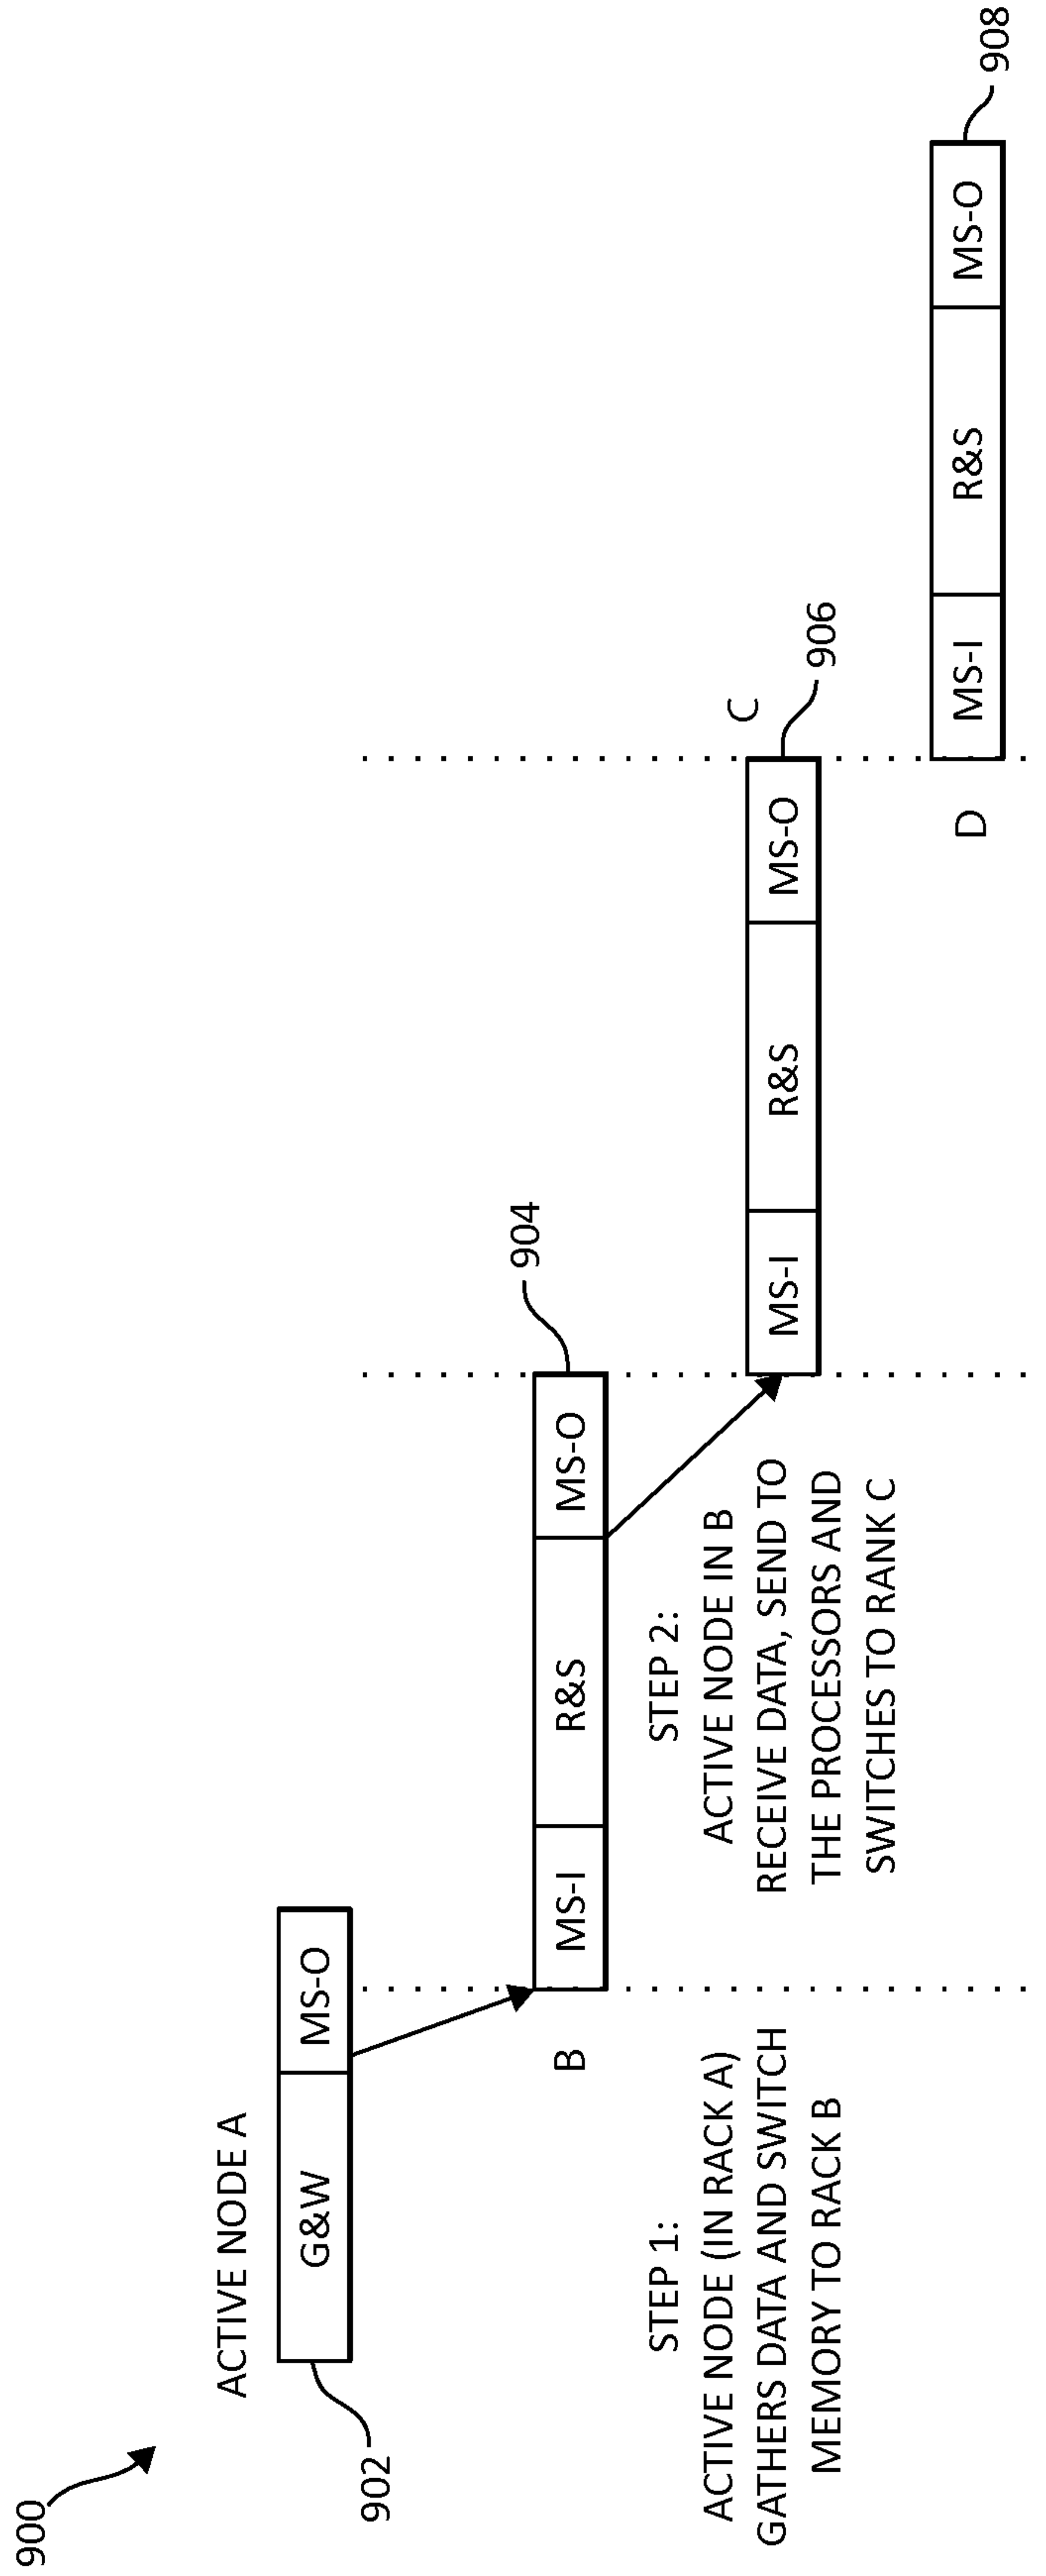 900
ACTIVE NODE A
G&W
MS-O
902
B
MS-I
R&S
MS-O
904
STEP 1:
ACTIVE NODE (IN RACK A)
GATHERS DATA AND SWITCH
MEMORY TO RACK B
STEP 2:
ACTIVE NODE IN B
RECEIVE DATA, SEND TO
THE PROCESSORS AND
SWITCHES TO RANK C
C
MS-I
R&S
MS-O
906
D
MS-I
R&S
MS-O
908